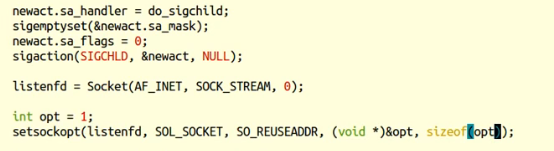 newact.sa_handler = do_sigchild;
sigemptyset(&newact.sa_mask);
newact.sa_flags = 0;
sigaction(SIGCHLD, &newact, NULL);
listenfd = Socket(AF_INET, SOCK_STREAM, 0);
int opt = 1;
setsockopt(listenfd, SOL_SOCKET, SO_REUSEADDR, (void *)&opt, sizeof(opt));